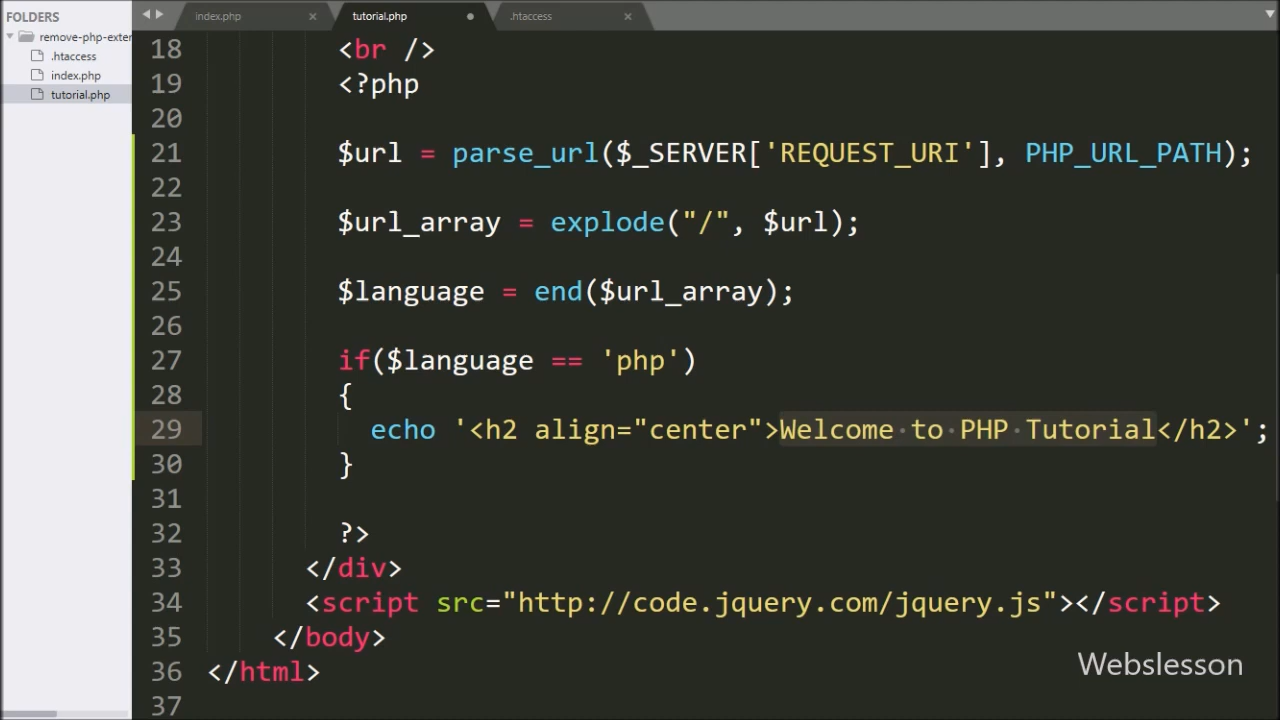 FOLDERS
remove-php-exter
.htaccess
index.php
tutorial.php
index.php tutorial.php .htaccess
18 <br />
19 <?php
20
21 $url = parse_url($_SERVER['REQUEST_URI'], PHP_URL_PATH);
22
23 $url_array = explode("/", $url);
24
25 $language = end($url_array);
26
27 if($language == 'php')
28 {
29 echo '<h2 align="center">Welcome to PHP Tutorial</h2>';
30 }
31
32 ?>
33 </div>
34 <script src="http://code.jquery.com/jquery.js"></script>
35 </body>
36 </html>
37
Webslesson